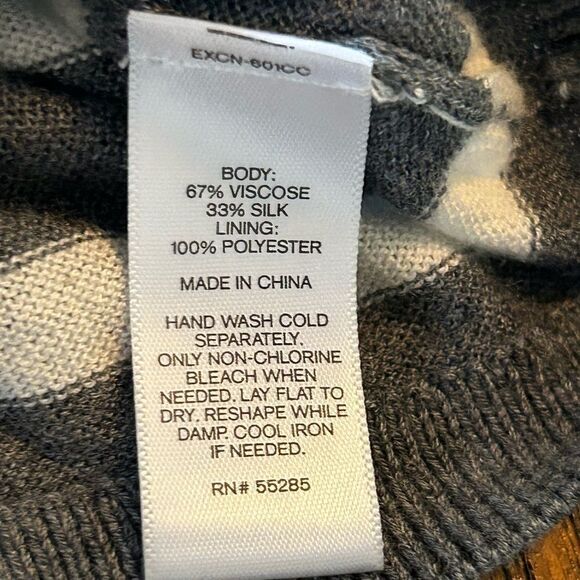 EXCN-601CC
BODY:
67% VISCOSE
33% SILK
LINING:
100% POLYESTER
MADE IN CHINA
HAND WASH COLD
SEPARATELY.
ONLY NON-CHLORINE
BLEACH WHEN
NEEDED. LAY FLAT TO
DRY. RESHAPE WHILE
DAMP. COOL IRON
IF NEEDED.
RN# 55285